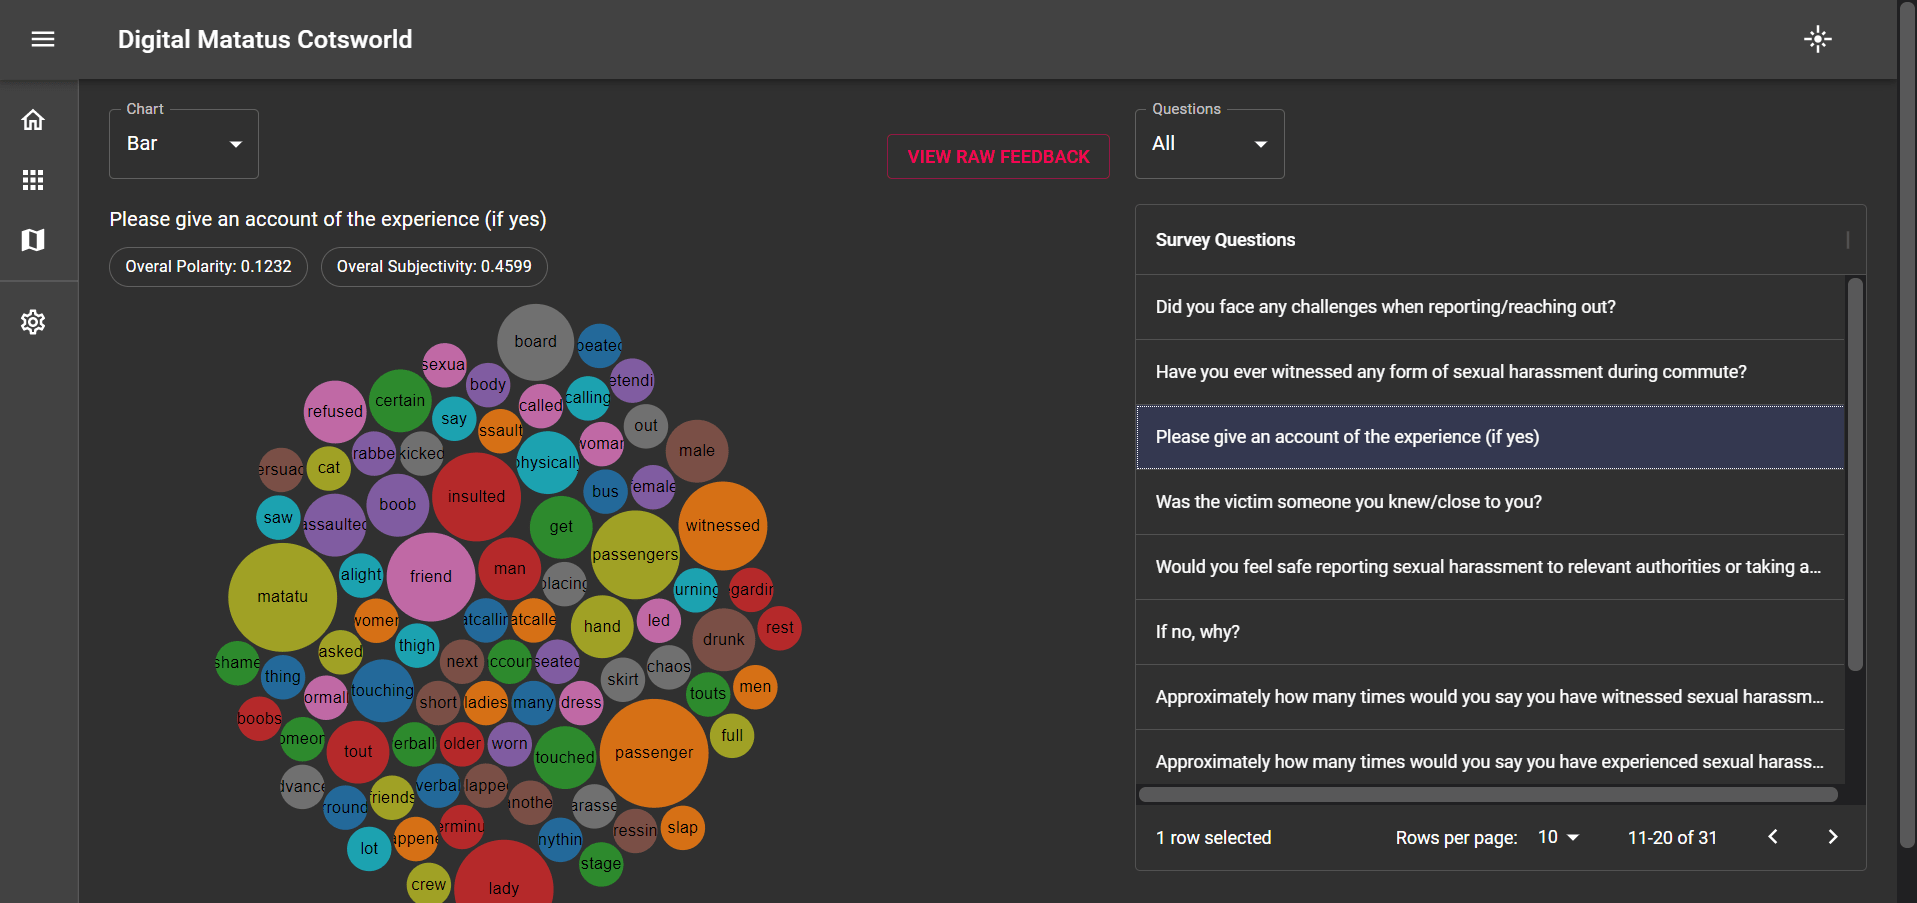 Digital Matatus Cotsworld
Chart
Bar
VIEW RAW FEEDBACK
Questions
All
Please give an account of the experience (if yes)
Overal Polarity: 0.1232
Overal Subjectivity: 0.4599
board
peated
sexua
body
etendi
refused
certain
say
called
calling
ssault
out
woman
male
rabbe
kicked
ersuad
cat
physically
insulted
bus
female
boob
saw
assaulted
get
witnessed
passengers
alight
friend
man
placing
urning
egardin
matatu
women
atcallin
atcalle
hand
led
rest
drunk
asked
thigh
shame
thing
next
ccoun
seated
chaos
skirt
touching
ormall
short
ladies
many
dress
touts
men
boobs
omeon
tout
erball
older
worn
touched
passenger
full
dvance
rround
friends
verbal
lappe
nothe
arasse
lot
appene
erminu
nythin
ressin
slap
stage
crew
lady
Survey Questions
Did you face any challenges when reporting/reaching out?
Have you ever witnessed any form of sexual harassment during commute?
Please give an account of the experience (if yes)
Was the victim someone you knew/close to you?
Would you feel safe reporting sexual harassment to relevant authorities or taking a...
If no, why?
Approximately how many times would you say you have witnessed sexual harassm...
Approximately how many times would you say you have experienced sexual harass...
1 row selected
Rows per page: 10
11-20 of 31